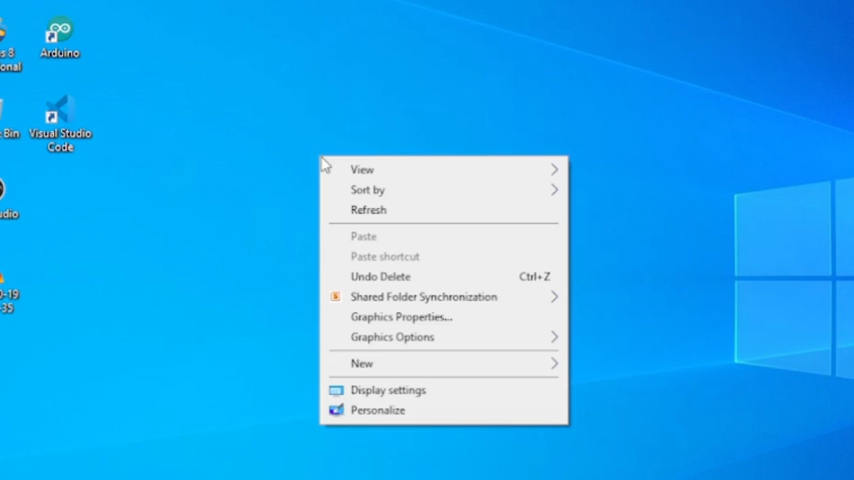 s 8
onal
Arduino
Bin
Visual Studio
Code
udio
0-19
-35
View
Sort by
Refresh
Paste
Paste shortcut
Undo Delete Ctrl+Z
Shared Folder Synchronization
Graphics Properties...
Graphics Options
New
Display settings
Personalize